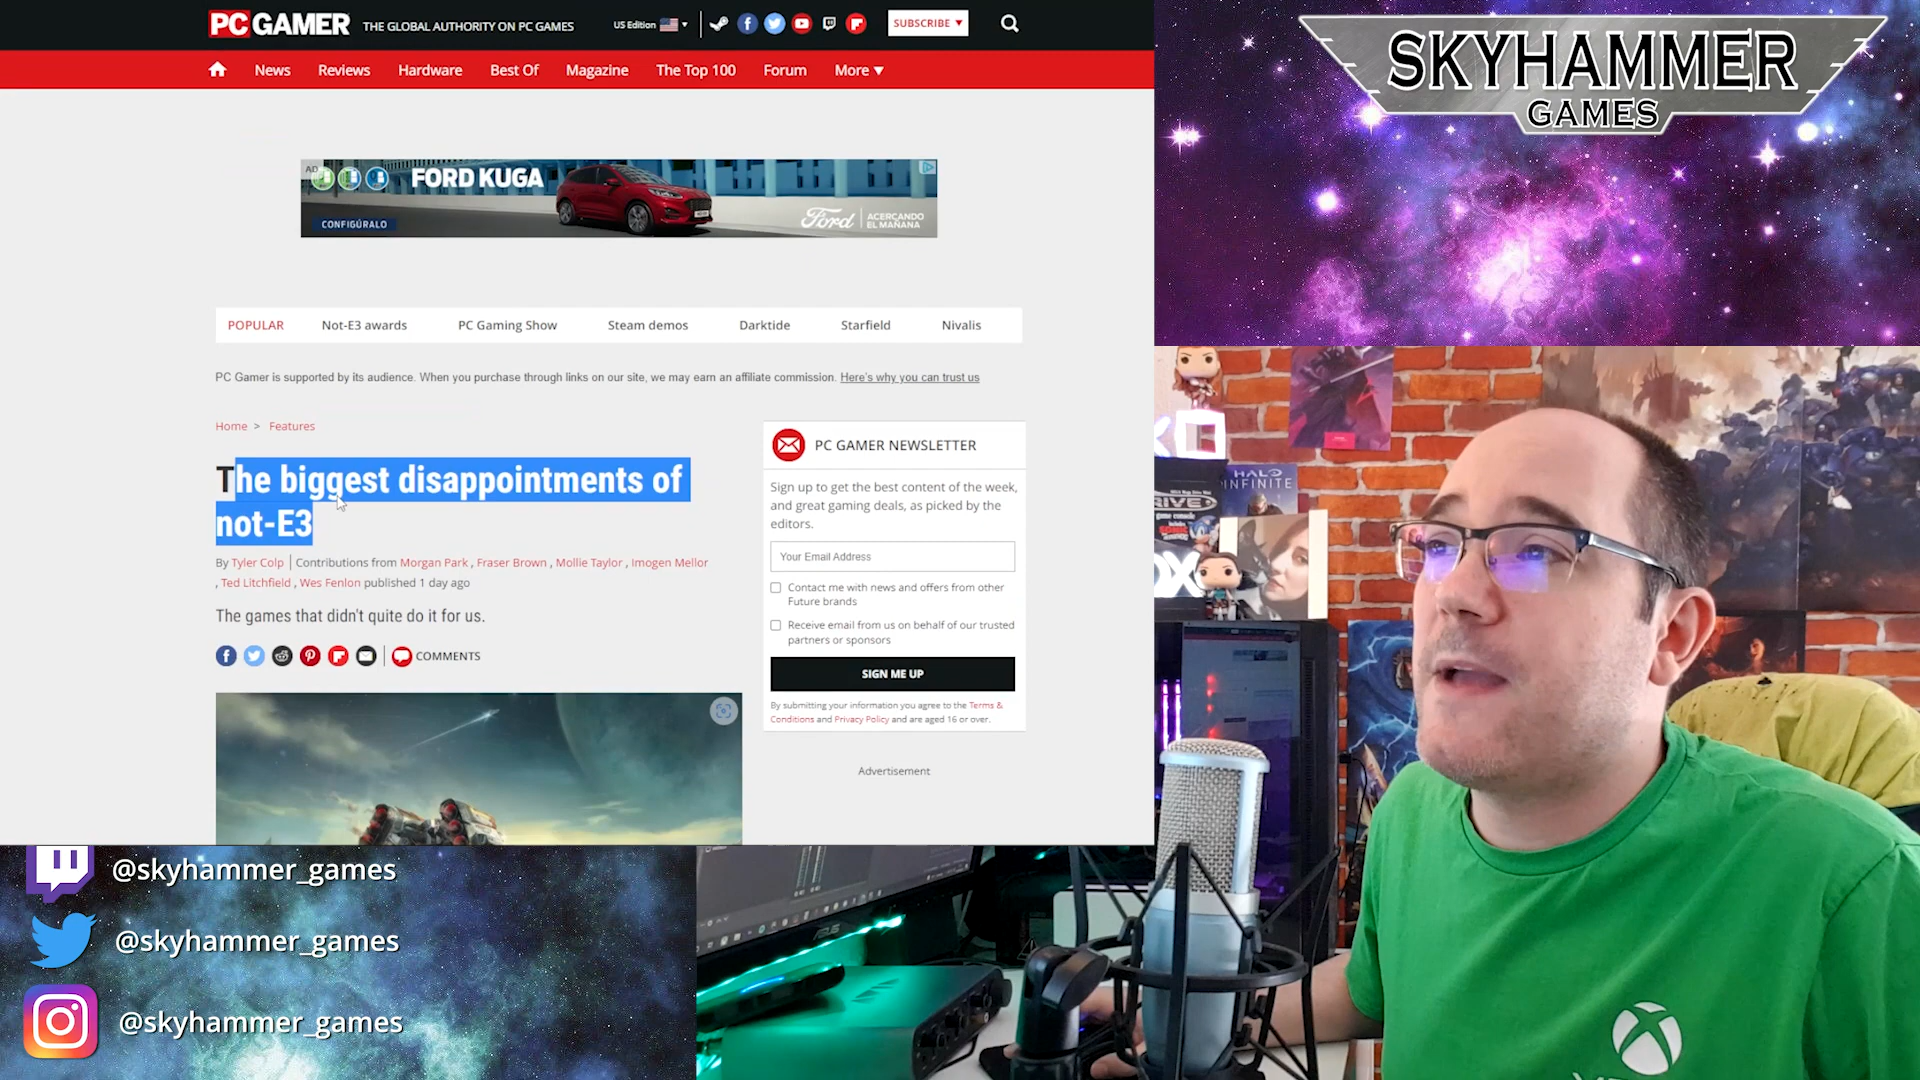 PC GAMER THE GLOBAL AUTHORITY ON PC GAMES
US Edition
SUBSCRIBE ▼
News Reviews Hardware Best Of Magazine The Top 100 Forum More ▼
AD
FORD KUGA
CONFIGÚRALO
Ford ACERCANDO
EL MAÑANA
POPULAR Not-E3 awards PC Gaming Show Steam demos Darktide Starfield Nivalis
PC Gamer is supported by its audience. When you purchase through links on our site, we may earn an affiliate commission. Here's why you can trust us
Home > Features
The biggest disappointments of
not-E3
By Tyler Colp | Contributions from Morgan Park , Fraser Brown , Mollie Taylor , Imogen Mellor
, Ted Litchfield , Wes Fenlon published 1 day ago
The games that didn't quite do it for us.
COMMENTS
PC GAMER NEWSLETTER
Sign up to get the best content of the week,
and great gaming deals, as picked by the
editors.
Your Email Address
Contact me with news and offers from other
Future brands
Receive email from us on behalf of our trusted
partners or sponsors
SIGN ME UP
By submitting your information you agree to the Terms &
Conditions and Privacy Policy and are aged 16 or over.
Advertisement
SKYHAMMER
GAMES
HALO
INFINITE
@skyhammer_games
@skyhammer_games
@skyhammer_games
ASUS